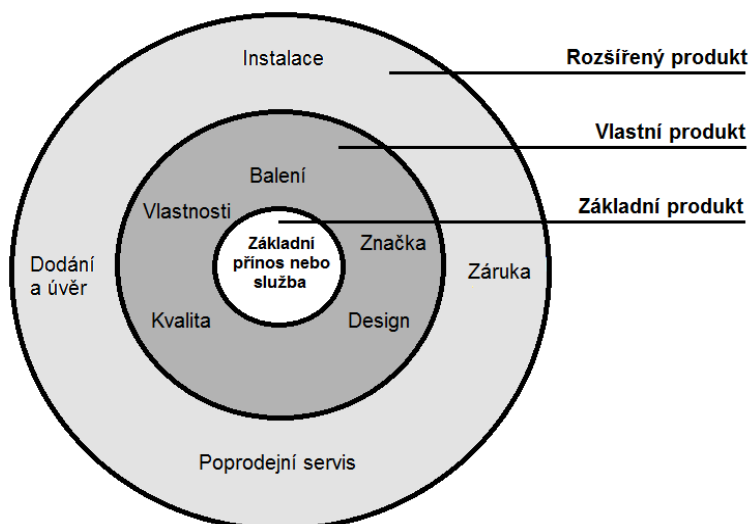 Instalace
Rozšířený produkt
Vlastní produkt
Balení
Vlastnosti
Základní produkt
Značka
Základní
přínos nebo
služba
Dodání
a úvěr
Záruka
Kvalita
Design
Poprodejní servis